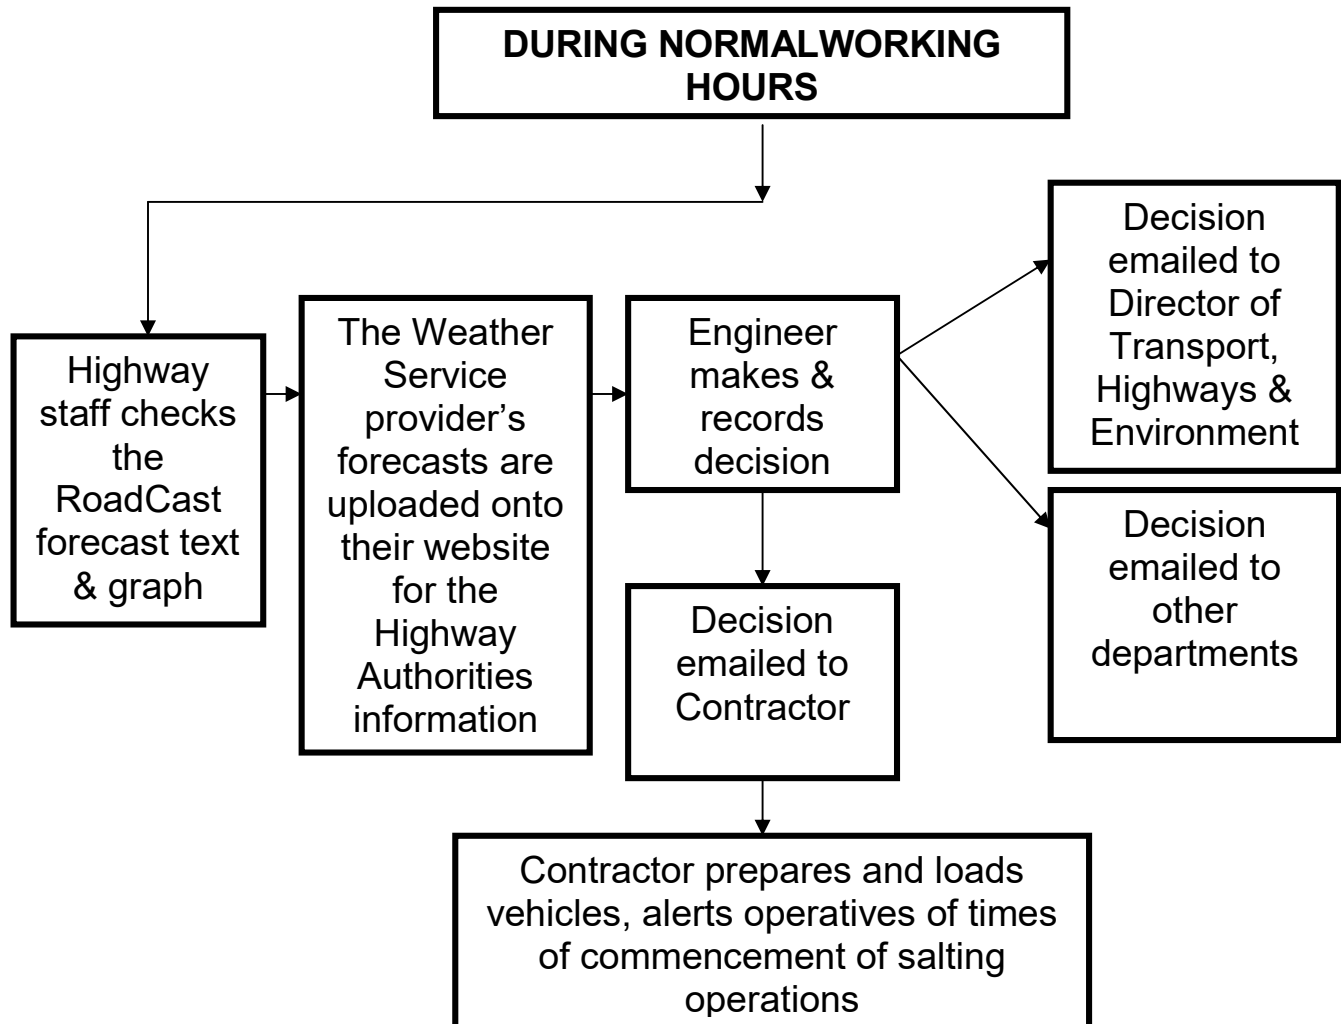 DURING NORMALWORKING
HOURS
Highway
staff checks
the
RoadCast
forecast text
& graph
The Weather
Service
provider’s
forecasts are
uploaded onto
their website
for the
Highway
Authorities
information
Engineer
makes &
records
decision
Decision
emailed to
Director of
Transport,
Highways &
Environment
Decision
emailed to
other
departments
Decision
emailed to
Contractor
Contractor prepares and loads
vehicles, alerts operatives of times
of commencement of salting
operations